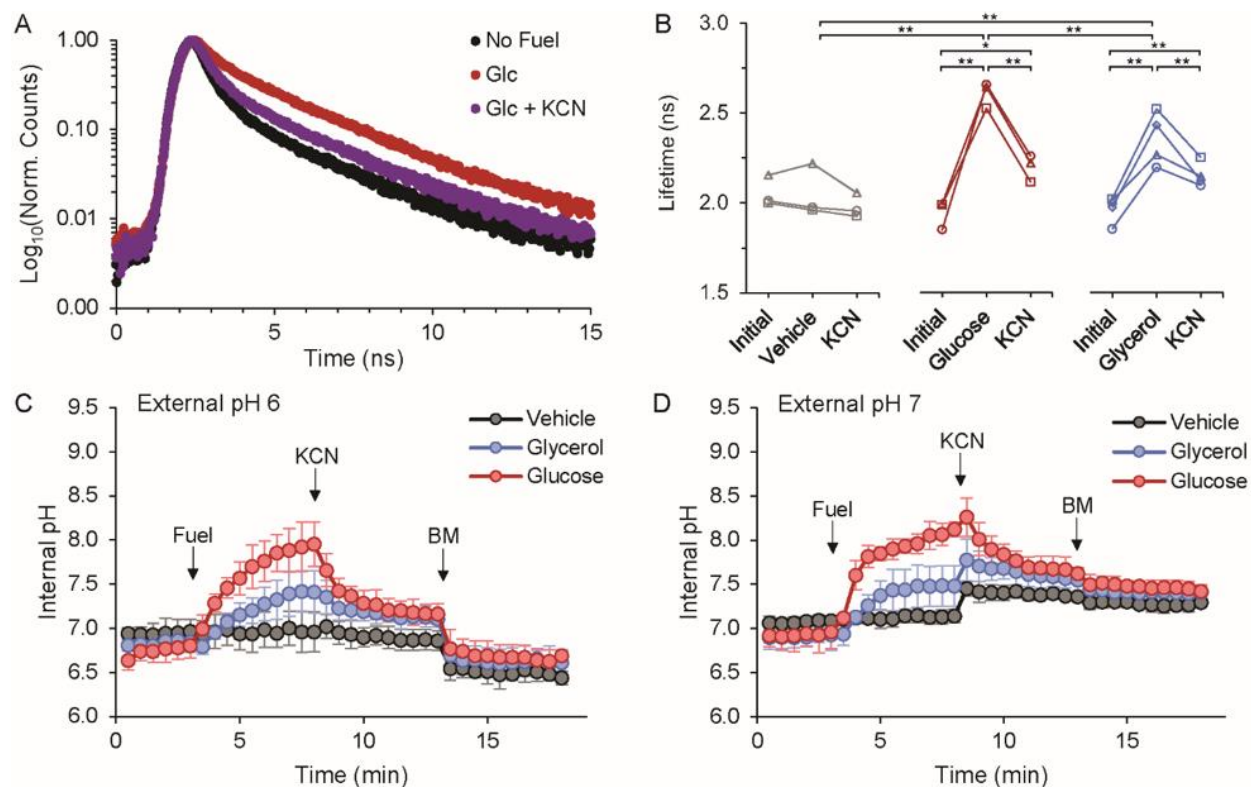 A
Log10(Norm. Counts)
1.00
0.10
0.01
0.00
0
5
10
15
Time (ns)
No Fuel
Glc
Glc + KCN
B
Lifetime (ns)
3.0
2.5
2.0
1.5
**
** **
* **
** ** ** **
Initial
Vehicle
KCN
Initial
Glucose
KCN
Initial
Glycerol
KCN
C
External pH 6
Internal pH
9.5
9.0
8.5
8.0
7.5
7.0
6.5
6.0
0
5
10
15
Time (min)
Vehicle
Glycerol
Glucose
Fuel
KCN
BM
D
External pH 7
Internal pH
9.5
9.0
8.5
8.0
7.5
7.0
6.5
6.0
0
5
10
15
Time (min)
Vehicle
Glycerol
Glucose
Fuel
KCN
BM